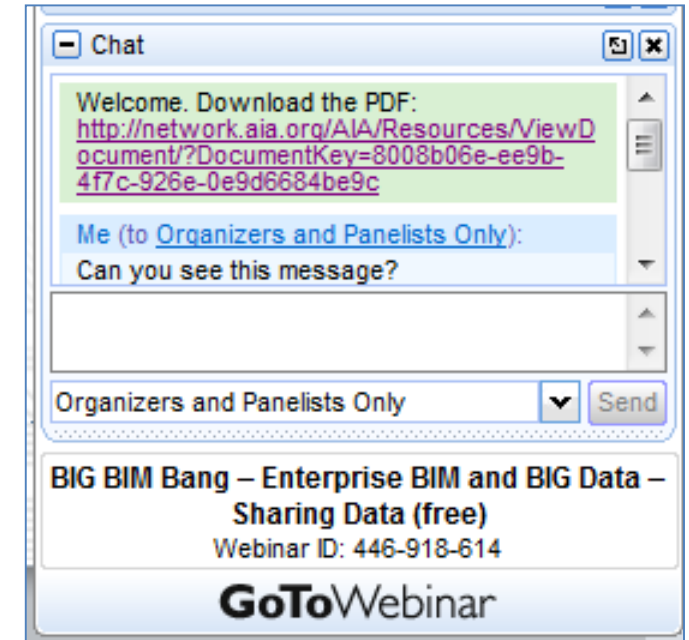 Chat
Welcome. Download the PDF:
http://network.aia.org/AIA/Resources/ViewD
ocument/?DocumentKey=8008b06e-ee9b-
4f7c-926e-0e9d6684be9c
Me (to Organizers and Panelists Only):
Can you see this message?
Organizers and Panelists Only
Send
BIG BIM Bang – Enterprise BIM and BIG Data –
Sharing Data (free)
Webinar ID: 446-918-614
GoToWebinar